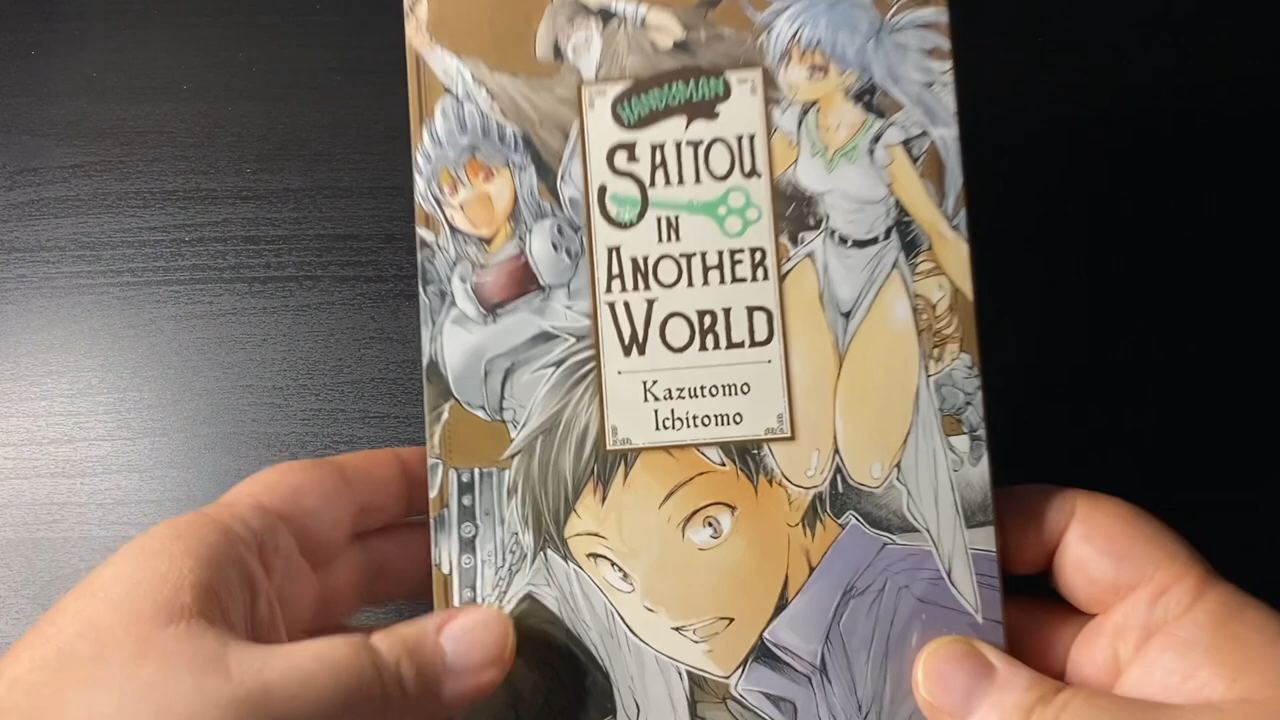 HANDYMAN
SAITOU
IN
ANOTHER
WORLD
Kazutomo
Ichitomo